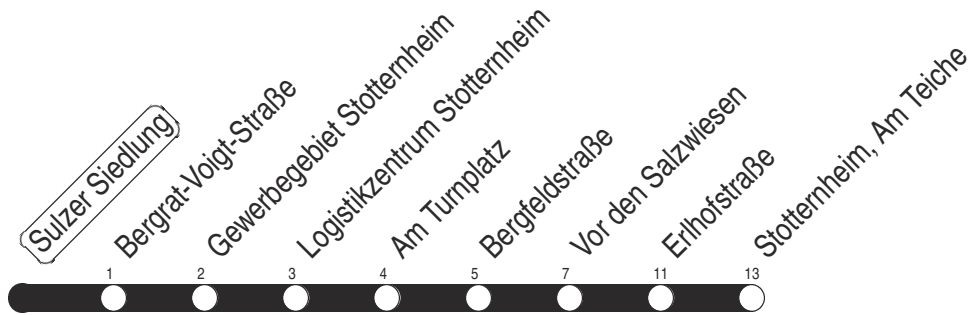 Sulzer Siedlung
Bergrat-Voigt-Straße
Gewerbegebiet Stotternheim
Logistikzentrum Stotternheim
Am Turnplatz
Bergfeldstraße
Vor den Salzwiesen
Erlhofstraße
Stotternheim, Am Teiche
1 2 3 4 5 7 11 13